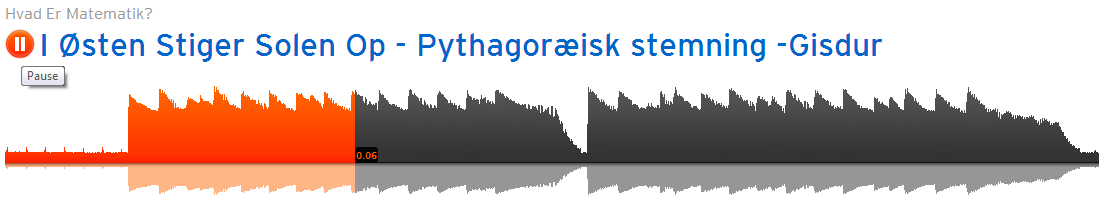 Hvad Er Matematik?
I Østen Stiger Solen Op - Pythagoræisk stemning -Gisdur
Pause
0.06